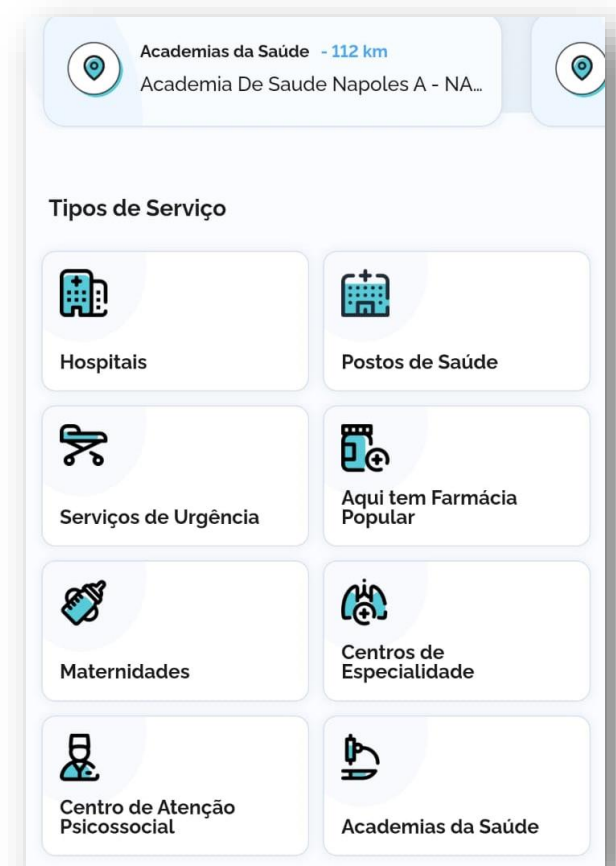 Academias da Saúde - 112 km
Academia De Saude Napoles A - NA...
Tipos de Serviço
Hospitais
Postos de Saúde
Serviços de Urgência
Aqui tem Farmácia
Popular
Maternidades
Centros de
Especialidade
Centro de Atenção
Psicossocial
Academias da Saúde